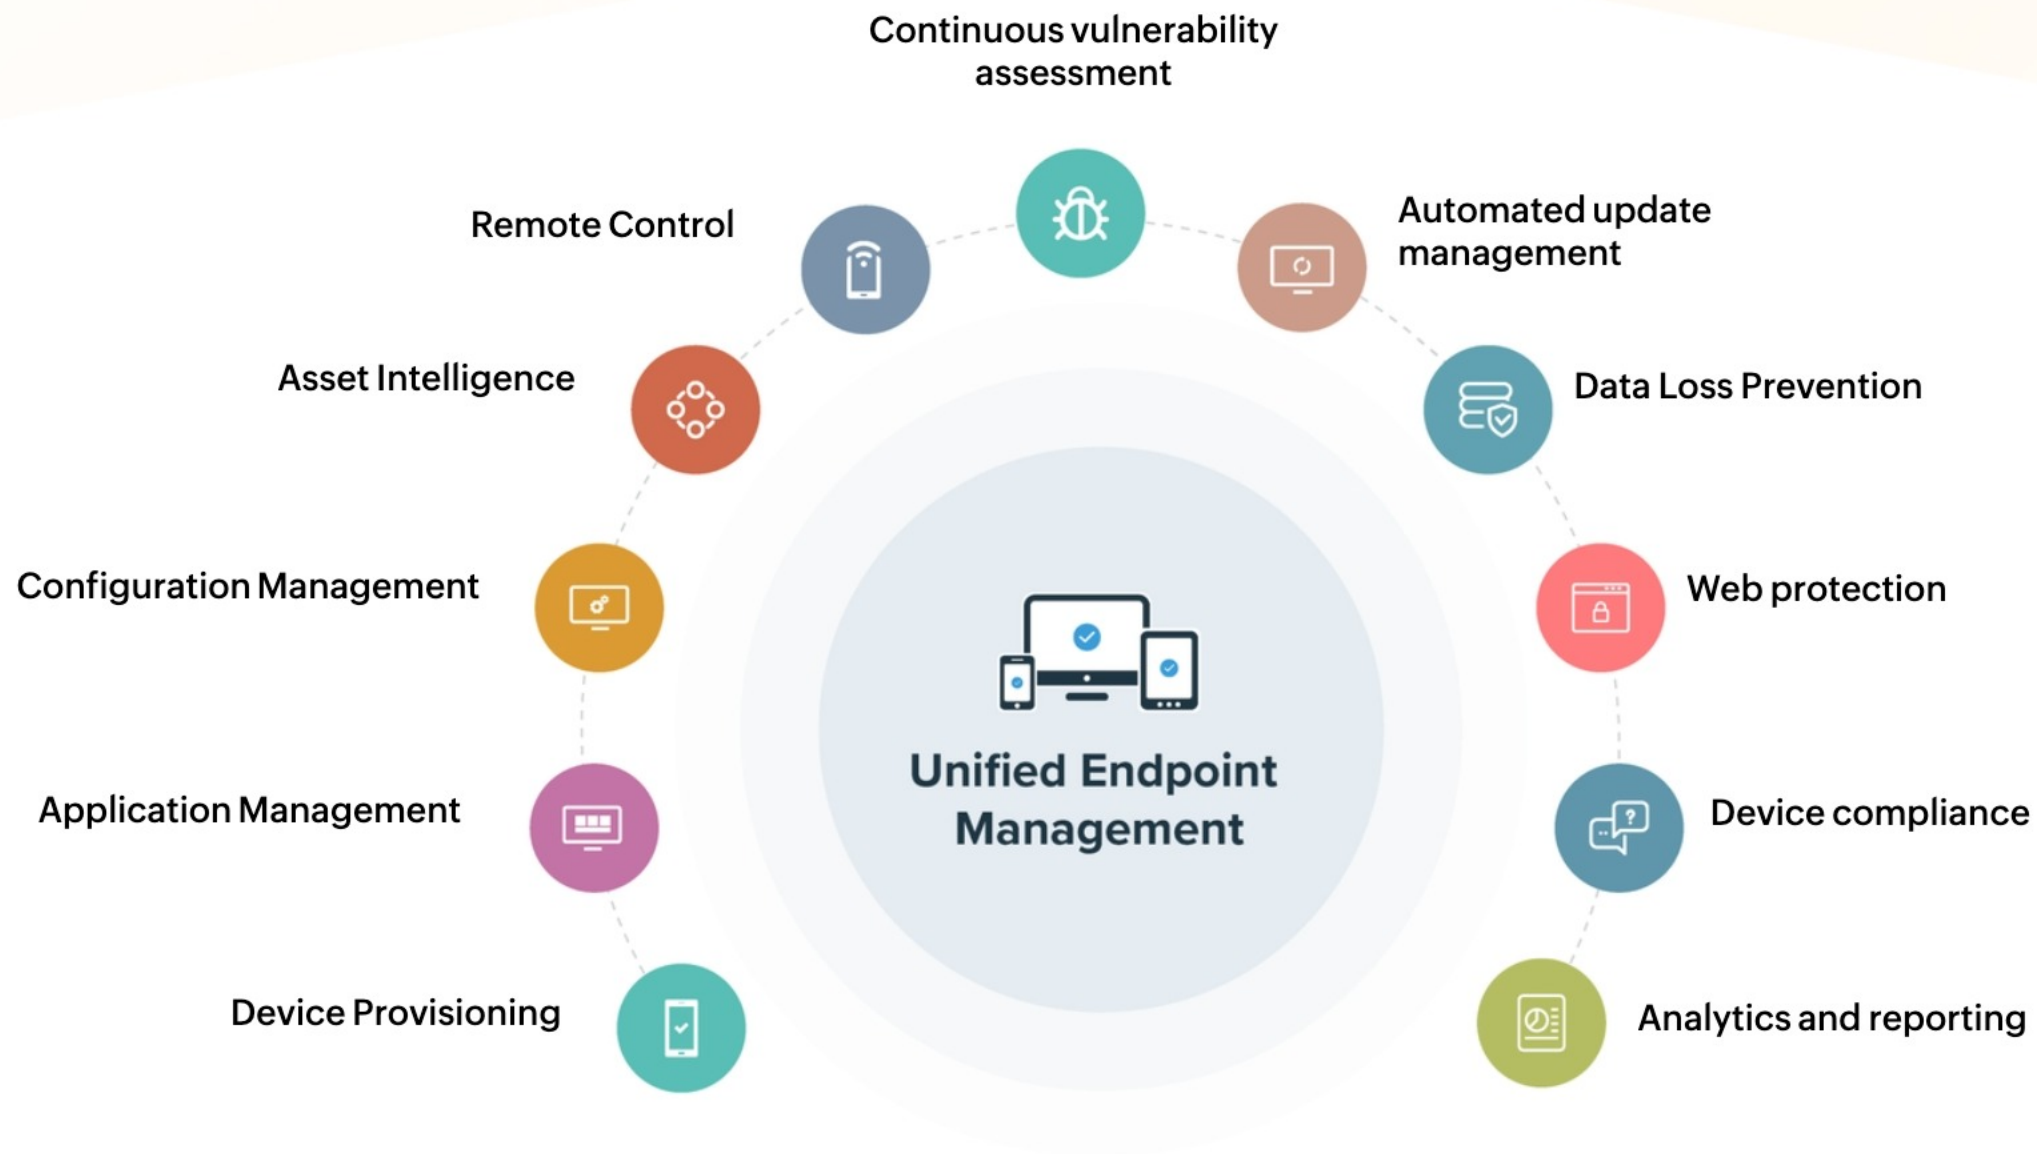 Continuous vulnerability
assessment
Remote Control
Automated update
management
Asset Intelligence
Data Loss Prevention
Configuration Management
Web protection
Unified Endpoint
Management
Application Management
Device compliance
Device Provisioning
Analytics and reporting